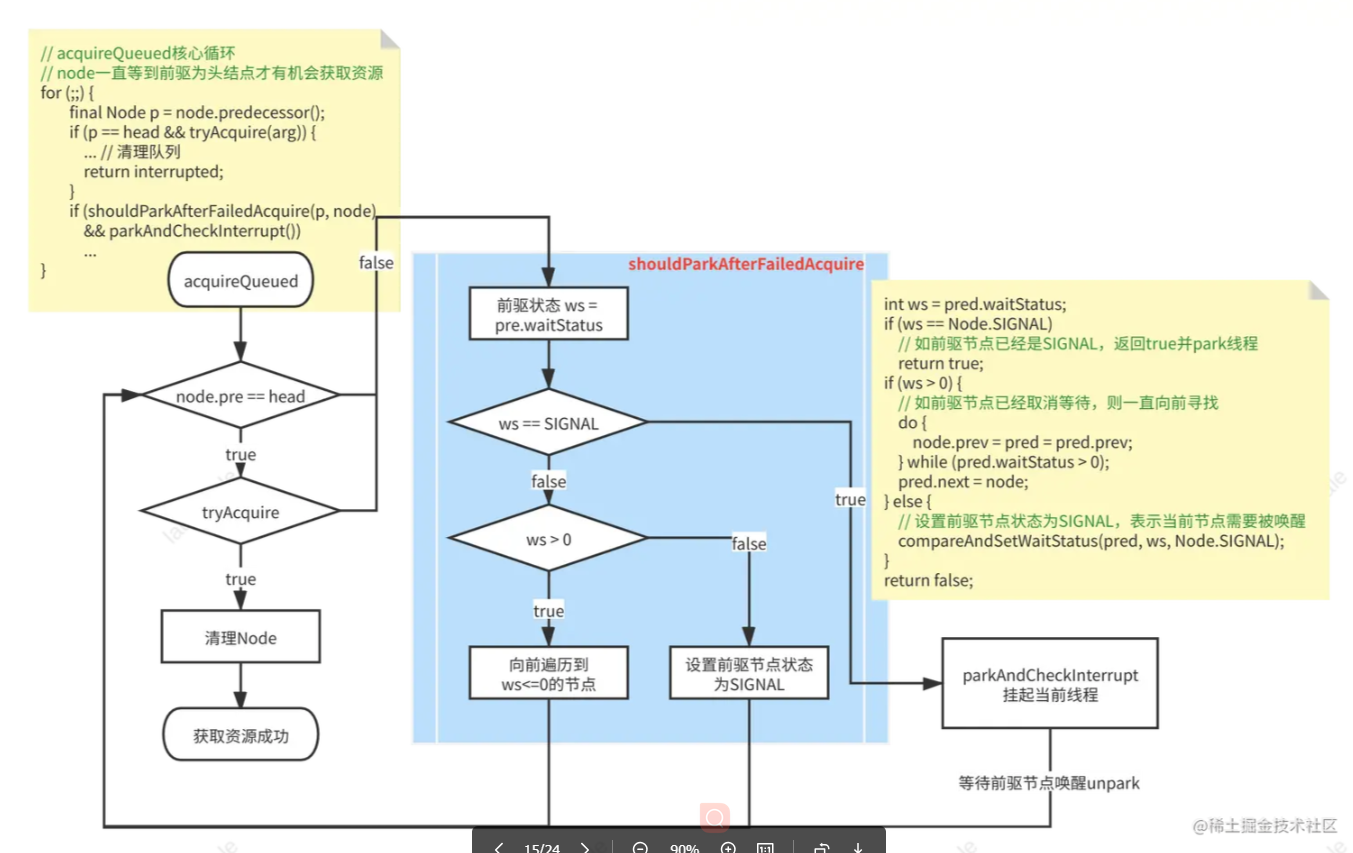 // acquireQueued核心循环
// node一直等到前驱为头结点才有机会获取资源
for (;;) {
final Node p = node.predecessor();
if (p == head && tryAcquire(arg)) {
... // 清理队列
return interrupted;
}
if (shouldParkAfterFailedAcquire(p, node)
&& parkAndCheckInterrupt())
...
}
acquireQueued
false
node.pre == head
true
tryAcquire
true
清理Node
获取资源成功
shouldParkAfterFailedAcquire
前驱状态 ws =
pre.waitStatus
ws == SIGNAL
false
true
ws > 0
false
true
向前遍历到
ws<=0的节点
设置前驱节点状态
为SIGNAL
int ws = pred.waitStatus;
if (ws == Node.SIGNAL)
// 如前驱节点已经是SIGNAL，返回true并park线程
return true;
if (ws > 0) {
// 如前驱节点已经取消等待，则一直向前寻找
do {
node.prev = pred = pred.prev;
} while (pred.waitStatus > 0);
pred.next = node;
} else {
// 设置前驱节点状态为SIGNAL，表示当前节点需要被唤醒
compareAndSetWaitStatus(pred, ws, Node.SIGNAL);
}
return false;
parkAndCheckInterrupt
挂起当前线程
等待前驱节点唤醒unpark
@稀土掘金技术社区
15/24
90%
1:1